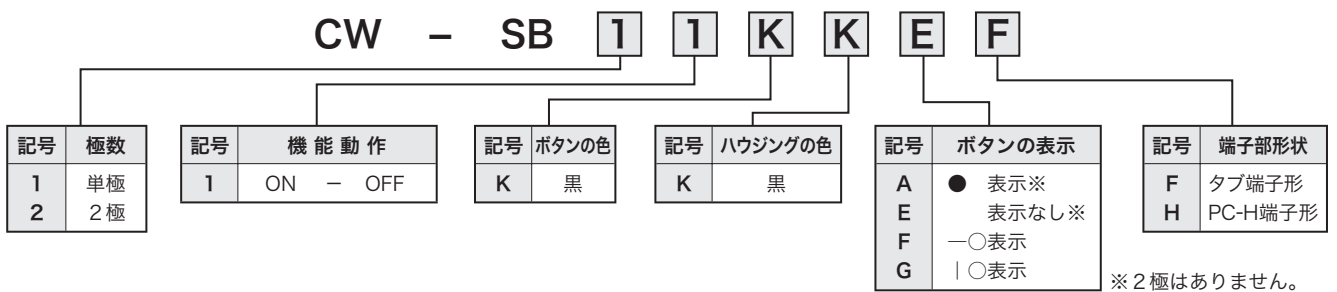 CW － SB 1 1 K K E F
記号 極数 記号 機能動作 記号 ボタンの色 記号 ハウジングの色 記号 ボタンの表示 記号 端子部形状
1 単極 1 ON － OFF K 黒 K 黒 A ● 表示※ F タブ端子形
2 2極 E 表示なし※ H PC-H端子形
F ―○表示
G ｜○表示
※2極はありません。